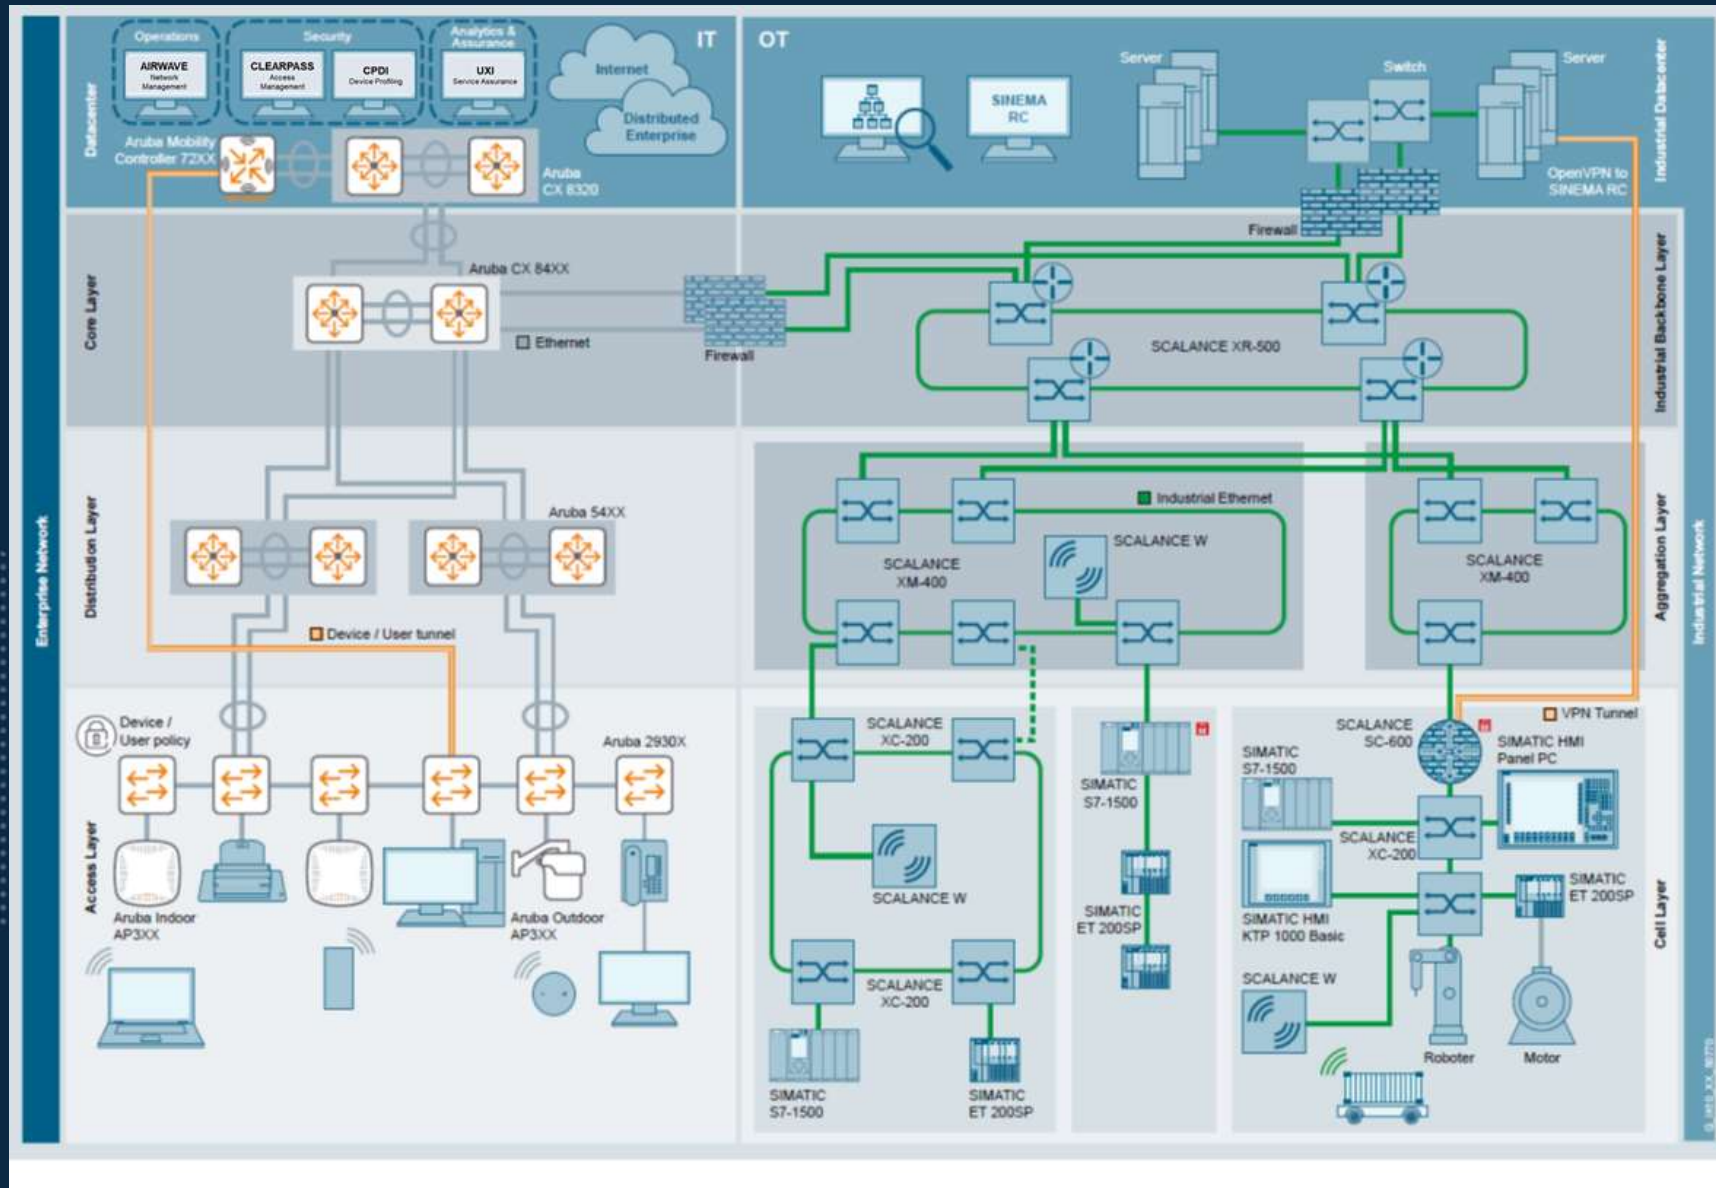 Operations
Security
Analytics &
Assurance
IT
OT
AIRWAVE
Network
Management
CLEARPASS
Access
Management
CPDI
Device Profiling
UXI
Service Assurance
Internet
Distributed
Enterprise
SINEMA
RC
Server
Switch
Server
Datacenter
Industrial Datacenter
Aruba Mobility
Controller 72XX
Aruba
CX 8320
OpenVPN to
SINEMA RC
Firewall
Core Layer
Aruba CX 84XX
Ethernet
Firewall
SCALANCE XR-500
Industrial Backbone Layer
Enterprise Network
Distribution Layer
Aruba 54XX
Device / User tunnel
Industrial Ethernet
SCALANCE W
SCALANCE
XM-400
SCALANCE
XM-400
Aggregation Layer
Industrial Network
Access Layer
Device /
User policy
Aruba 2930X
Aruba Indoor
AP3XX
Aruba Outdoor
AP3XX
SCALANCE
XC-200
SCALANCE W
SCALANCE
XC-200
SIMATIC
S7-1500
SIMATIC
ET 200SP
SIMATIC
S7-1500
SIMATIC
ET 200SP
VPN Tunnel
SCALANCE
SC-600
SIMATIC HMI
Panel PC
SIMATIC
S7-1500
SCALANCE
XC-200
SIMATIC
ET 200SP
SIMATIC HMI
KTP 1000 Basic
SCALANCE W
Roboter
Motor
Cell Layer